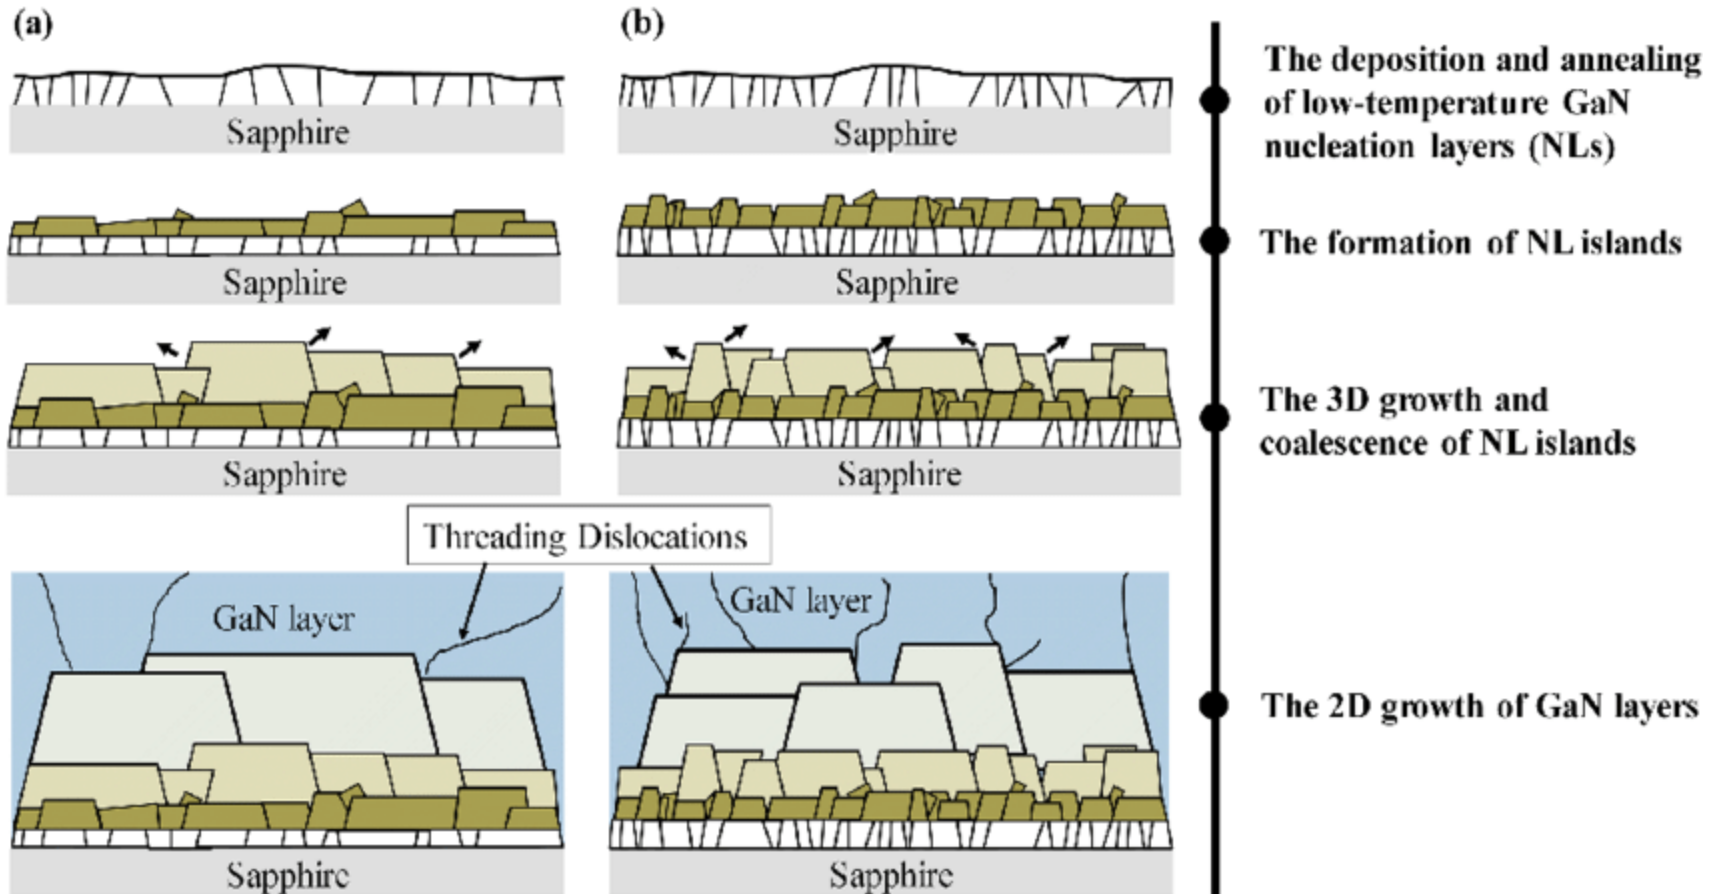 (a)
(b)
Sapphire
Sapphire
The deposition and annealing
of low-temperature GaN
nucleation layers (NLs)
Sapphire
Sapphire
The formation of NL islands
Sapphire
Sapphire
The 3D growth and
coalescence of NL islands
Threading Dislocations
GaN layer
GaN layer
The 2D growth of GaN layers
Sapphire
Sapphire